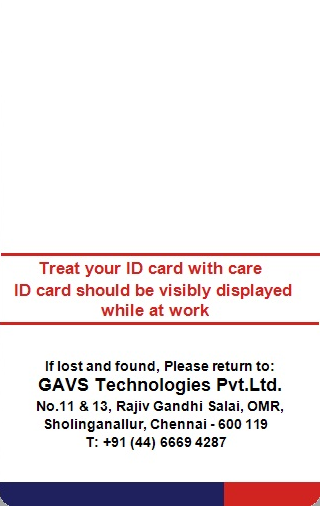 Treat your ID card with care
ID card should be visibly displayed
while at work
If lost and found, Please return to:
GAVS Technologies Pvt.Ltd.
No.11 & 13, Rajiv Gandhi Salai, OMR,
Sholinganallur, Chennai - 600 119
T: +91 (44) 6669 4287